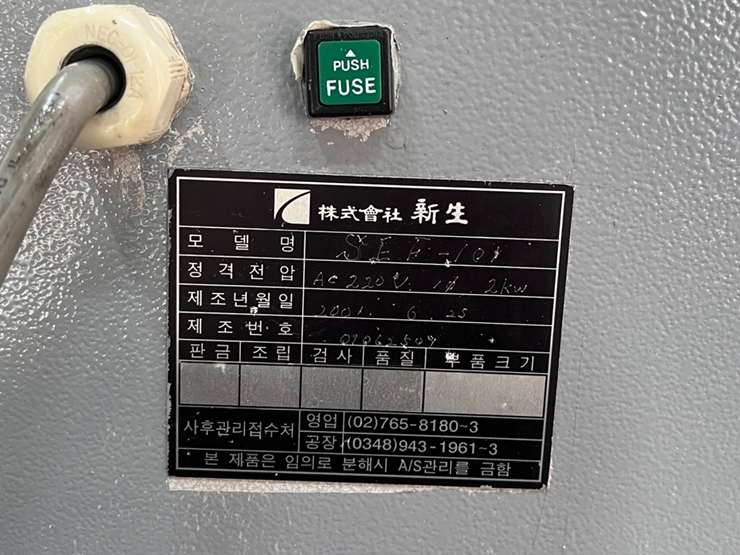 PUSH
FUSE
株式會社 新生
모델명
정격전압 AC 220V. 1ø. 2kw
제조년월일 2001. 6. 25
제조번호
판금 조립 검사 품질 부품크기
사후관리접수처 영업 (02)765-8180~3
공장 (0348)943-1961~3
본 제품은 임의로 분해시 A/S관리를 금함